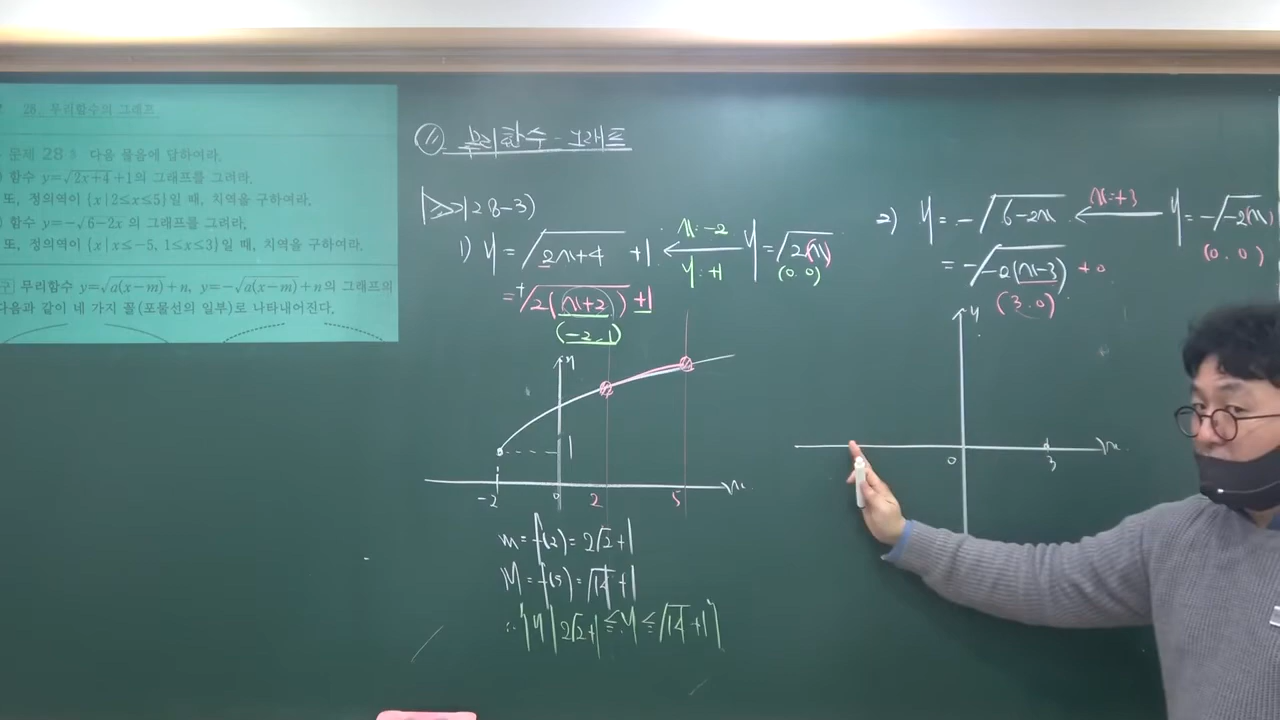 28. 무리함수의 그래프
문제 28 다음 물음에 답하여라.
함수 y=√2x+4+1의 그래프를 그려라.
또, 정의역이 {x|2≤x≤5}일 때, 치역을 구하여라.
함수 y=-√6-2x 의 그래프를 그려라.
또, 정의역이 {x|x≤-5, 1≤x≤3}일 때, 치역을 구하여라.
무리함수 y=√a(x-m)+n, y=-√a(x-m)+n의 그래프의
다음과 같이 네 가지 꼴(포물선의 일부)로 나타내어진다.
무리함수-그래프
28-3)
1) y=√2x+4 +1 x:-2 y:+1 y=√2(x) (0.0)
=+√2(x+2) +1
(-2,1)
y
1
-2 0 2 5 x
m=f(2)=2√2+1
M=f(5)=√14+1
∴{y|2√2+1≤y≤√14+1}
2) y=-√6-2x x:+3 y=-√-2(x)
=-√-2(x-3) +0 (0.0)
(3.0)
y
0 3 x